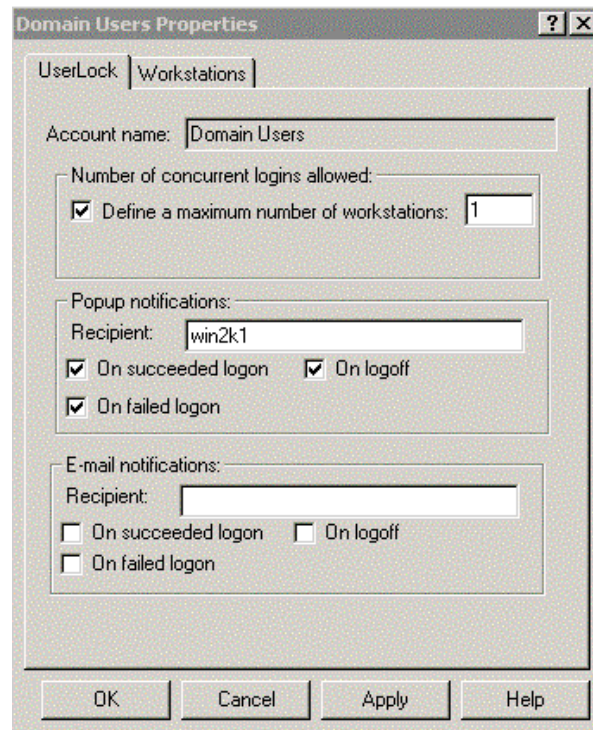 Domain Users Properties
UserLock Workstations
Account name: Domain Users
Number of concurrent logins allowed:
Define a maximum number of workstations: 1
Popup notifications:
Recipient: win2k1
On succeeded logon On logoff
On failed logon
E-mail notifications:
Recipient:
On succeeded logon On logoff
On failed logon
OK Cancel Apply Help